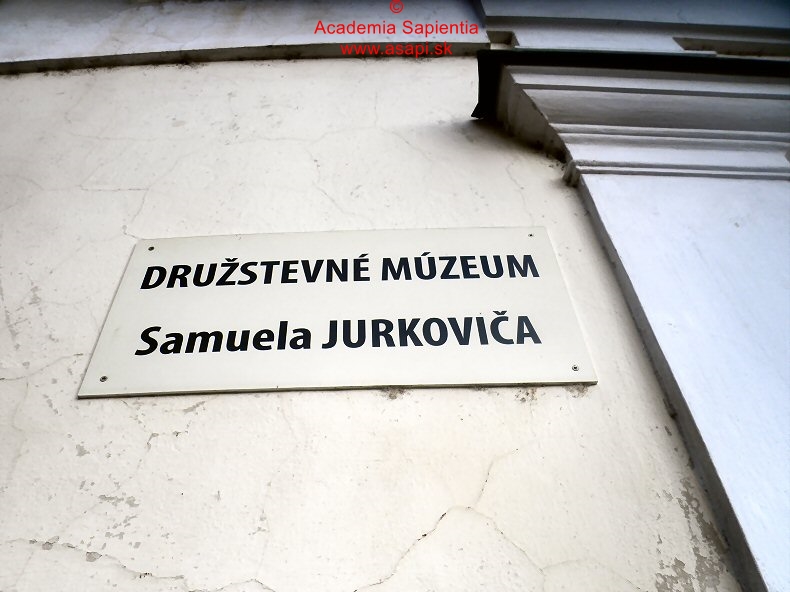 ©
Academia Sapientia
www.asapi.sk
DRUŽSTEVNÉ MÚZEUM
Samuela JURKOVIČA